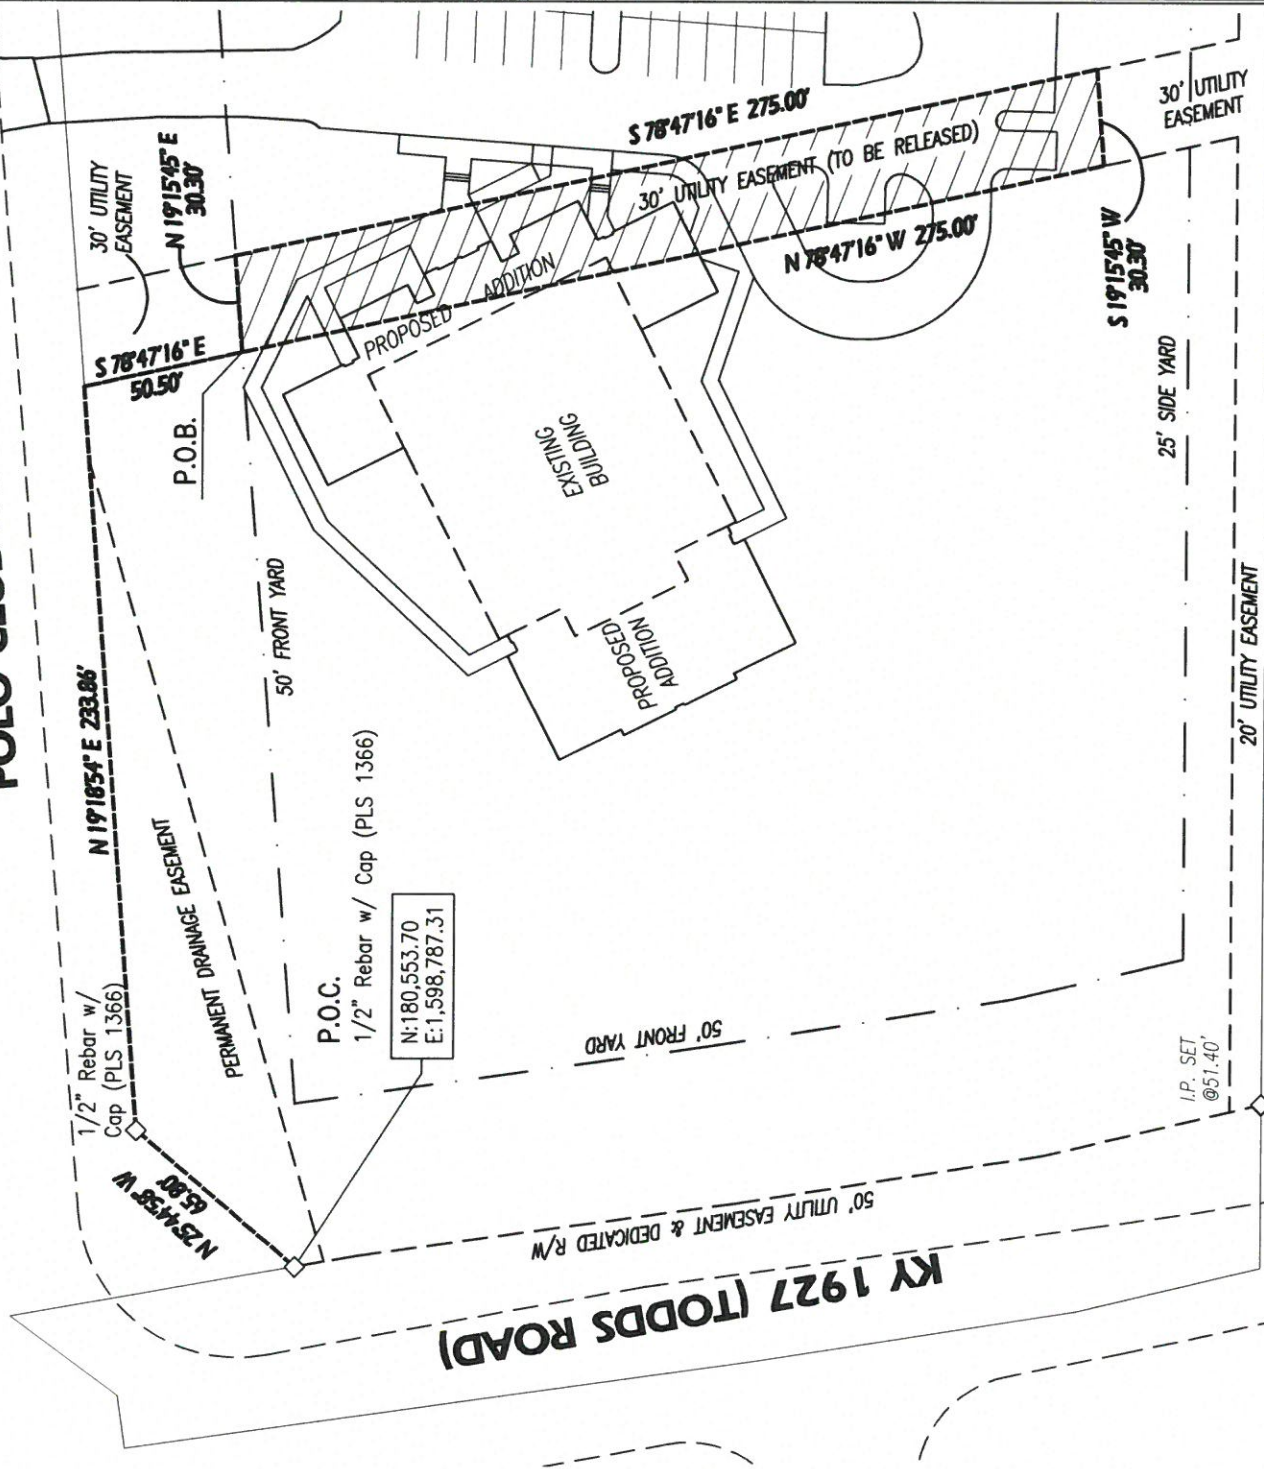 30' UTILITY
EASEMENT
N 19°15'45" E
30.30'
S 78°47'16" E 275.00'
30' UTILITY EASEMENT (TO BE RELEASED)
30' UTILITY
EASEMENT
N 78°47'16" W 275.00'
S 19°15'45" W
30.30'
S 78°47'16" E
50.50'
P.O.B.
PROPOSED ADDITION
EXISTING
BUILDING
25' SIDE YARD
N 19°18'54" E 233.86'
50' FRONT YARD
PROPOSED
ADDITION
20' UTILITY EASEMENT
PERMANENT DRAINAGE EASEMENT
P.O.C.
1/2" Rebar w/ Cap (PLS 1366)
N:180,553.70
E:1,598,787.31
1/2" Rebar w/
Cap (PLS 1366)
50' FRONT YARD
I.P. SET
@51.40'
N 25°44'58" W
65.80'
50' UTILITY EASEMENT & DEDICATED R/W
KY 1927 (TODDS ROAD)